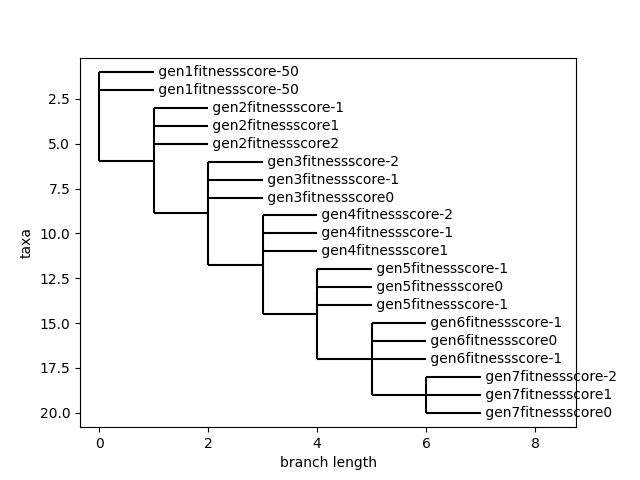 gen1fitnessscore-50
gen1fitnessscore-50
gen2fitnessscore-1
gen2fitnessscore1
gen2fitnessscore2
gen3fitnessscore-2
gen3fitnessscore-1
gen3fitnessscore0
gen4fitnessscore-2
gen4fitnessscore-1
gen4fitnessscore1
gen5fitnessscore-1
gen5fitnessscore0
gen5fitnessscore-1
gen6fitnessscore-1
gen6fitnessscore0
gen6fitnessscore-1
gen7fitnessscore-2
gen7fitnessscore1
gen7fitnessscore0
2.5
5.0
7.5
10.0
12.5
15.0
17.5
20.0
taxa
0 2 4 6 8
branch length